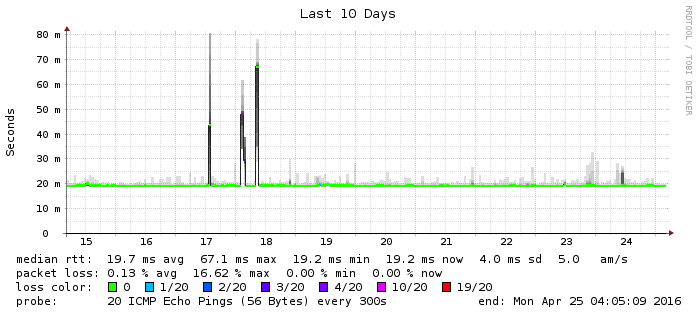 Last 10 Days
RRDTOOL / TOBI OETIKER
Seconds
80 m
70 m
60 m
50 m
40 m
30 m
20 m
10 m
0
15 16 17 18 19 20 21 22 23 24
median rtt: 19.7 ms avg 67.1 ms max 19.2 ms min 19.2 ms now 4.0 ms sd 5.0 am/s
packet loss: 0.13 % avg 16.62 % max 0.00 % min 0.00 % now
loss color: 0 1/20 2/20 3/20 4/20 10/20 19/20
probe: 20 ICMP Echo Pings (56 Bytes) every 300s end: Mon Apr 25 04:05:09 2016